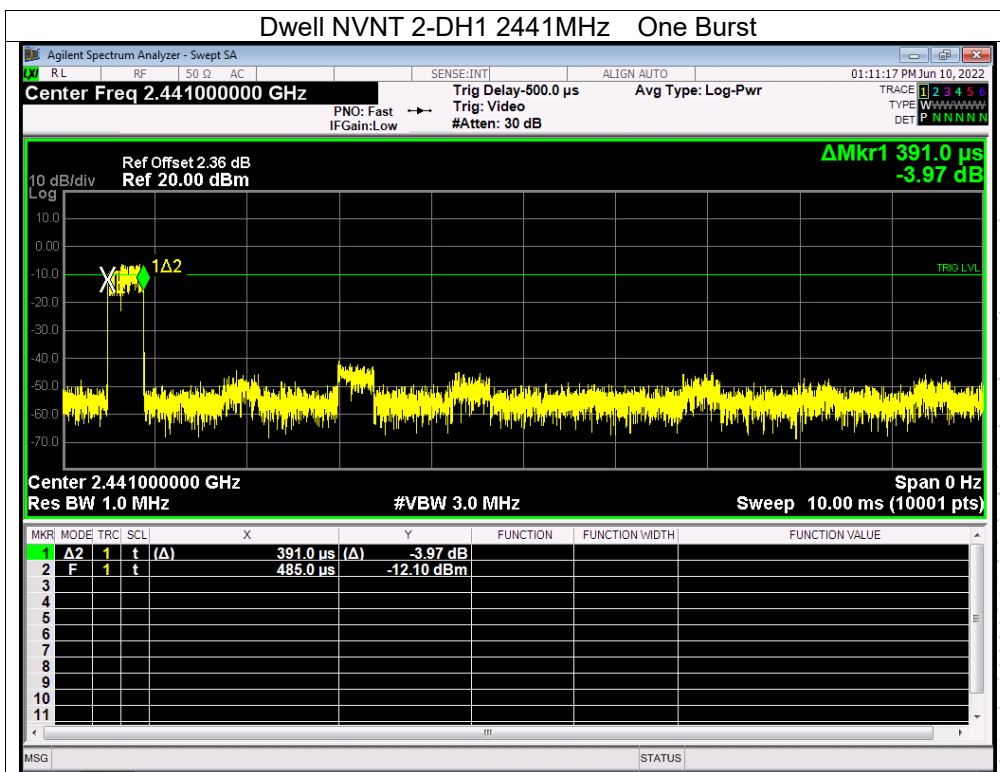 Dwell NVNT 2-DH1 2441MHz One Burst
Agilent Spectrum Analyzer - Swept SA
LXI RL RF 50 Ω AC SENSE:INT ALIGN AUTO 01:11:17 PM Jun 10, 2022
Center Freq 2.441000000 GHz Trig Delay-500.0 µs Avg Type: Log-Pwr TRACE 1 2 3 4 5 6
PNO: Fast Trig: Video TYPE WWWWWW
IFGain:Low #Atten: 30 dB DET P NNNNN
Ref Offset 2.36 dB ΔMkr1 391.0 µs
10 dB/div Ref 20.00 dBm -3.97 dB
Log
10.0
0.00
1Δ2
-10.0 TRIG LVL
-20.0
-30.0
-40.0
-50.0
-60.0
-70.0
Center 2.441000000 GHz Span 0 Hz
Res BW 1.0 MHz #VBW 3.0 MHz Sweep 10.00 ms (10001 pts)
MKR MODE TRC SCL X Y FUNCTION FUNCTION WIDTH FUNCTION VALUE
1 Δ2 1 t (Δ) 391.0 µs (Δ) -3.97 dB
2 F 1 t 485.0 µs -12.10 dBm
3
4
5
6
7
8
9
10
11
MSG STATUS